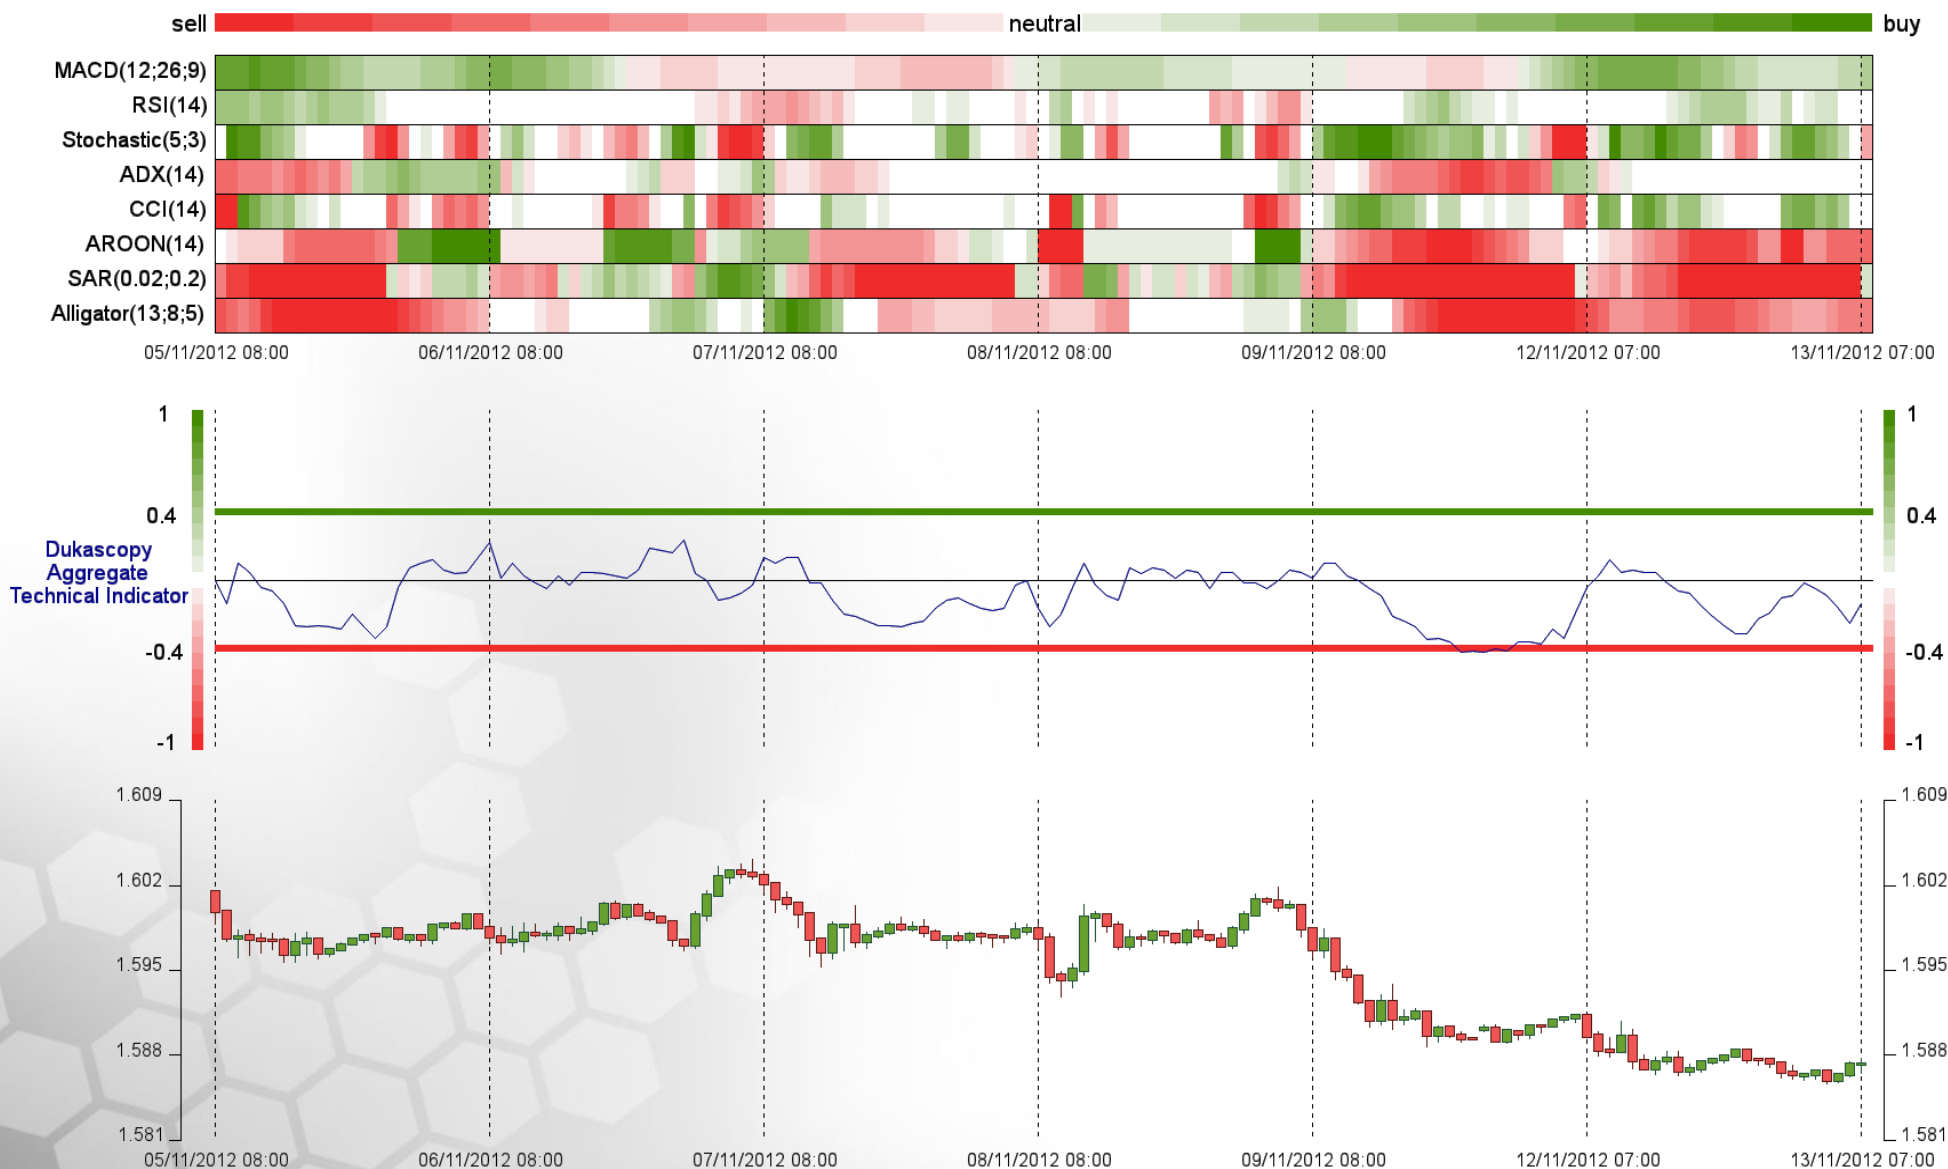 sell neutral buy
MACD(12;26;9)
RSI(14)
Stochastic(5;3)
ADX(14)
CCI(14)
AROON(14)
SAR(0.02;0.2)
Alligator(13;8;5)
05/11/2012 08:00 06/11/2012 08:00 07/11/2012 08:00 08/11/2012 08:00 09/11/2012 08:00 12/11/2012 07:00 13/11/2012 07:00
1 1
0.4 0.4
Dukascopy
Aggregate
Technical Indicator
-0.4 -0.4
-1 -1
1.609 1.609
1.602 1.602
1.595 1.595
1.588 1.588
1.581 1.581
05/11/2012 08:00 06/11/2012 08:00 07/11/2012 08:00 08/11/2012 08:00 09/11/2012 08:00 12/11/2012 07:00 13/11/2012 07:00